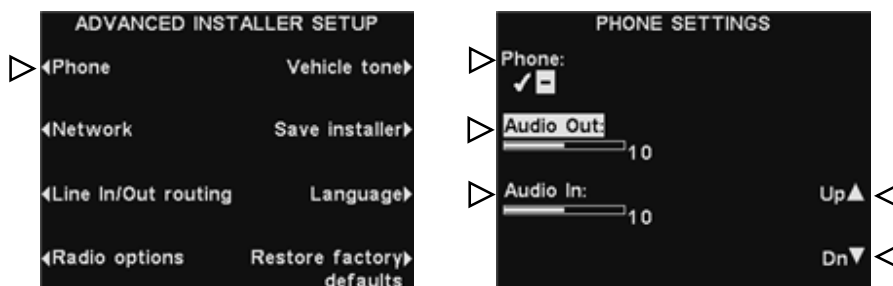 ADVANCED INSTALLER SETUP
Phone
Vehicle tone
Network
Save installer
Line In/Out routing
Language
Radio options
Restore factory
defaults
PHONE SETTINGS
Phone:
✓ -
Audio Out:
10
Audio In:
10
Up
Dn